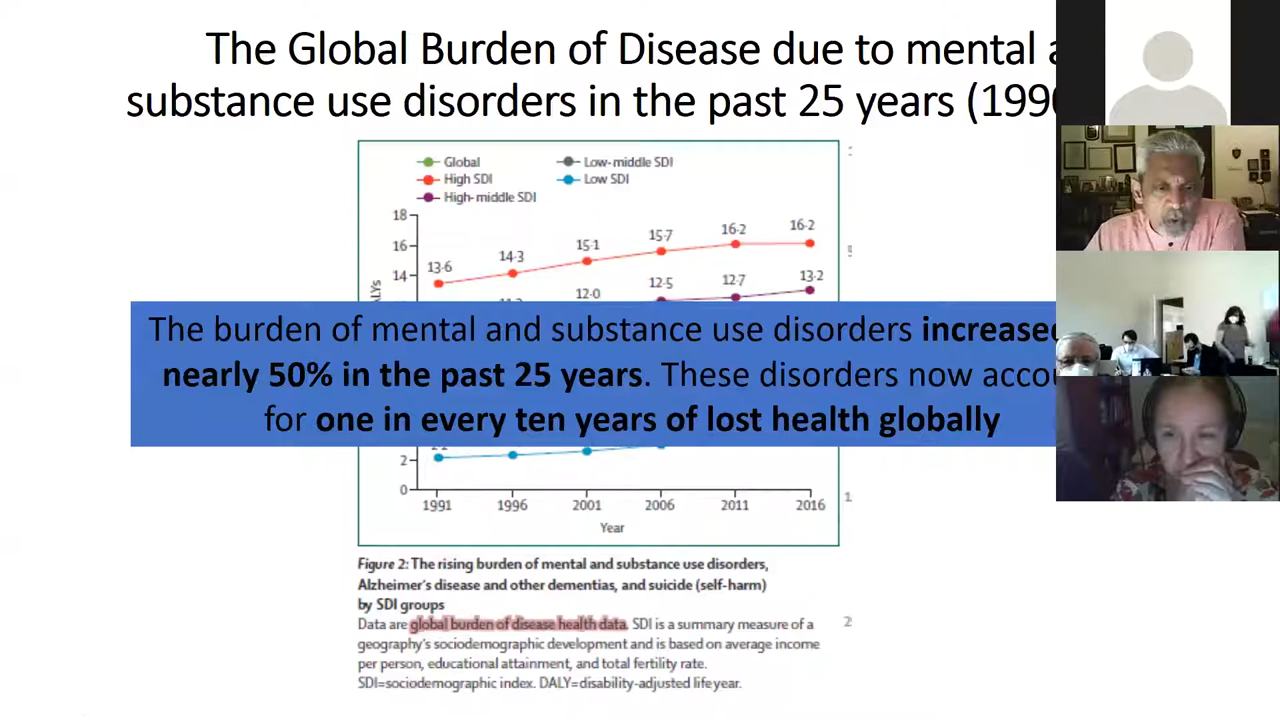 The Global Burden of Disease due to mental a
substance use disorders in the past 25 years (199
Global
High SDI
High-middle SDI
Low-middle SDI
Low SDI
18
16
14
13·6
14·3
15·1
15·7
16·2
16·2
12·0
12·5
12·7
13·2
ALYs
The burden of mental and substance use disorders increased
nearly 50% in the past 25 years. These disorders now accou
for one in every ten years of lost health globally
2
0
1991
1996
2001
2006
2011
2016
Year
Figure 2: The rising burden of mental and substance use disorders,
Alzheimer's disease and other dementias, and suicide (self-harm)
by SDI groups
Data are global burden of disease health data. SDI is a summary measure of a
geography's sociodemographic development and is based on average income
per person, educational attainment, and total fertility rate.
SDI=sociodemographic index. DALY=disability-adjusted life year.